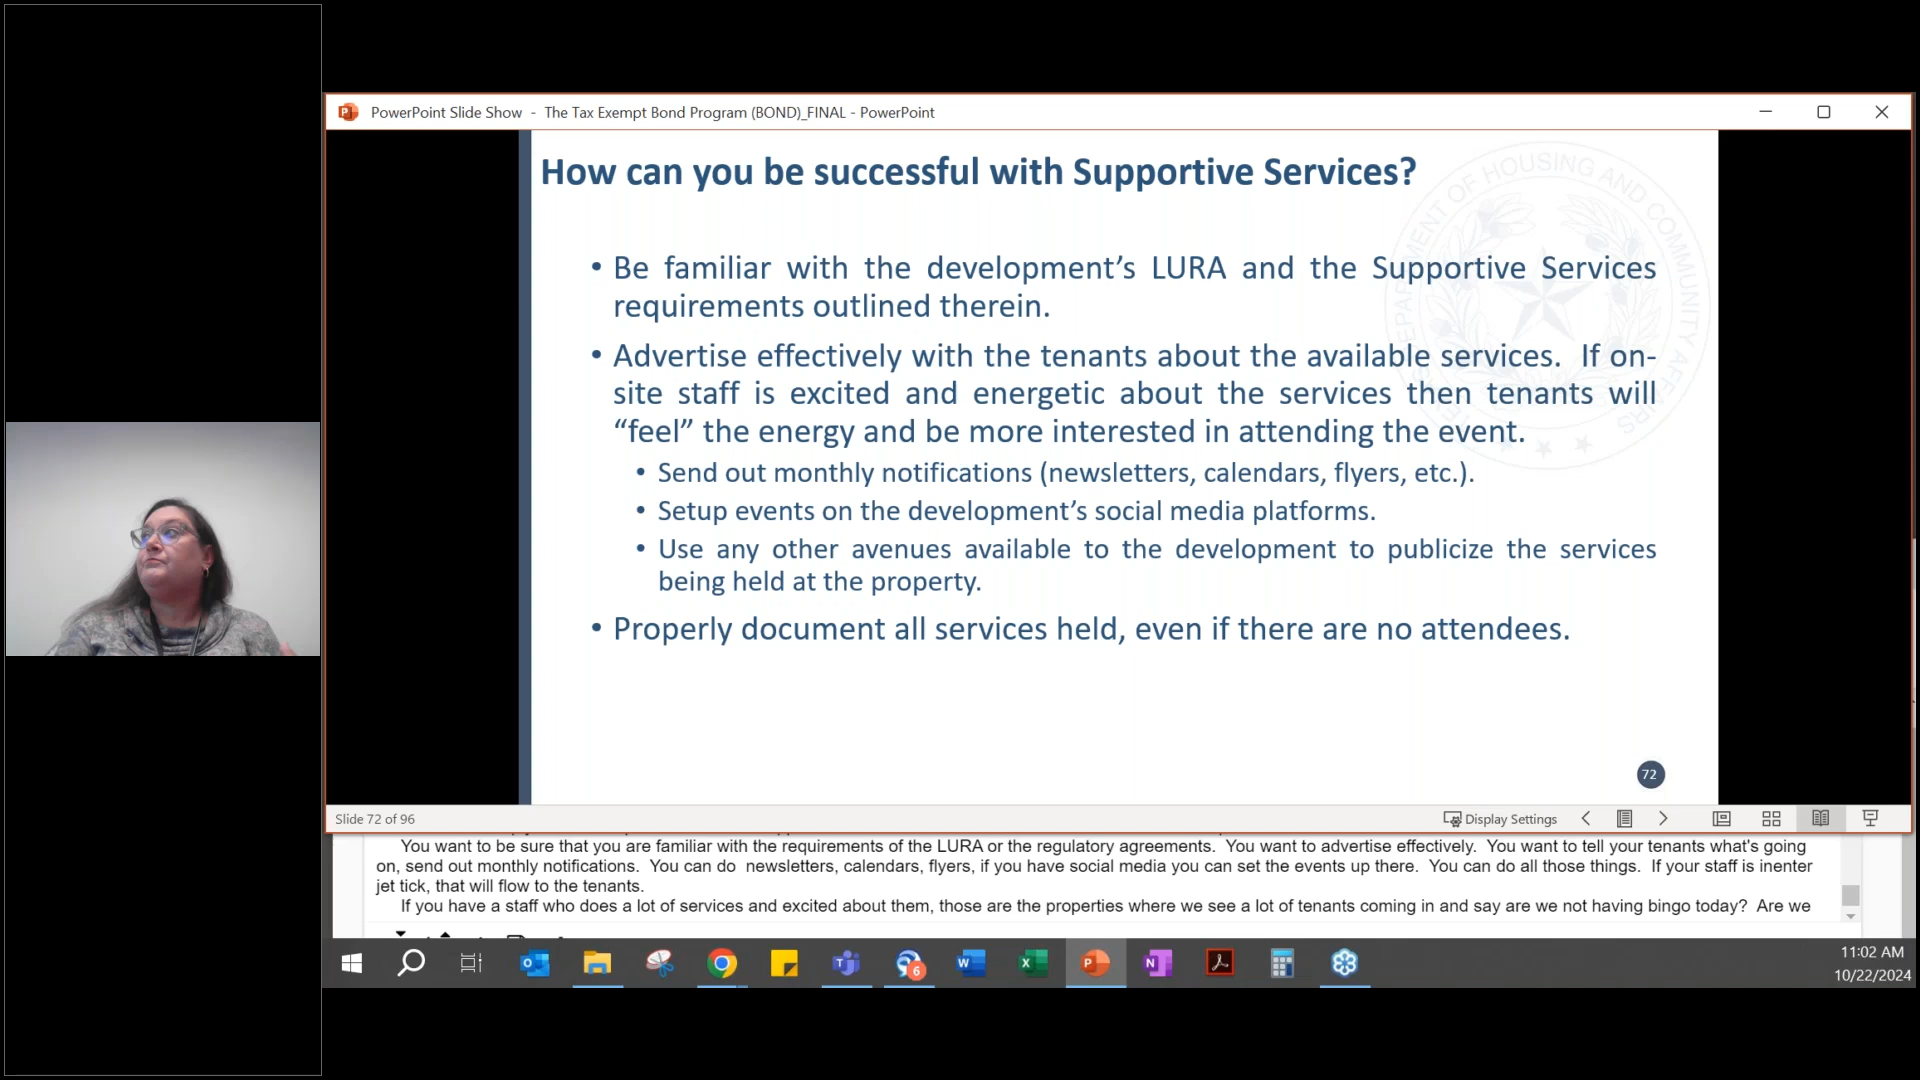 PowerPoint Slide Show - The Tax Exempt Bond Program (BOND)_FINAL - PowerPoint
How can you be successful with Supportive Services?
• Be familiar with the development’s LURA and the Supportive Services
requirements outlined therein.
• Advertise effectively with the tenants about the available services. If on-
site staff is excited and energetic about the services then tenants will
“feel” the energy and be more interested in attending the event.
• Send out monthly notifications (newsletters, calendars, flyers, etc.).
• Setup events on the development’s social media platforms.
• Use any other avenues available to the development to publicize the services
being held at the property.
• Properly document all services held, even if there are no attendees.
72
Slide 72 of 96
Display Settings
You want to be sure that you are familiar with the requirements of the LURA or the regulatory agreements. You want to advertise effectively. You want to tell your tenants what's going
on, send out monthly notifications. You can do newsletters, calendars, flyers, if you have social media you can set the events up there. You can do all those things. If your staff is inenter
jet tick, that will flow to the tenants.
If you have a staff who does a lot of services and excited about them, those are the properties where we see a lot of tenants coming in and say are we not having bingo today? Are we
6
11:02 AM
10/22/2024